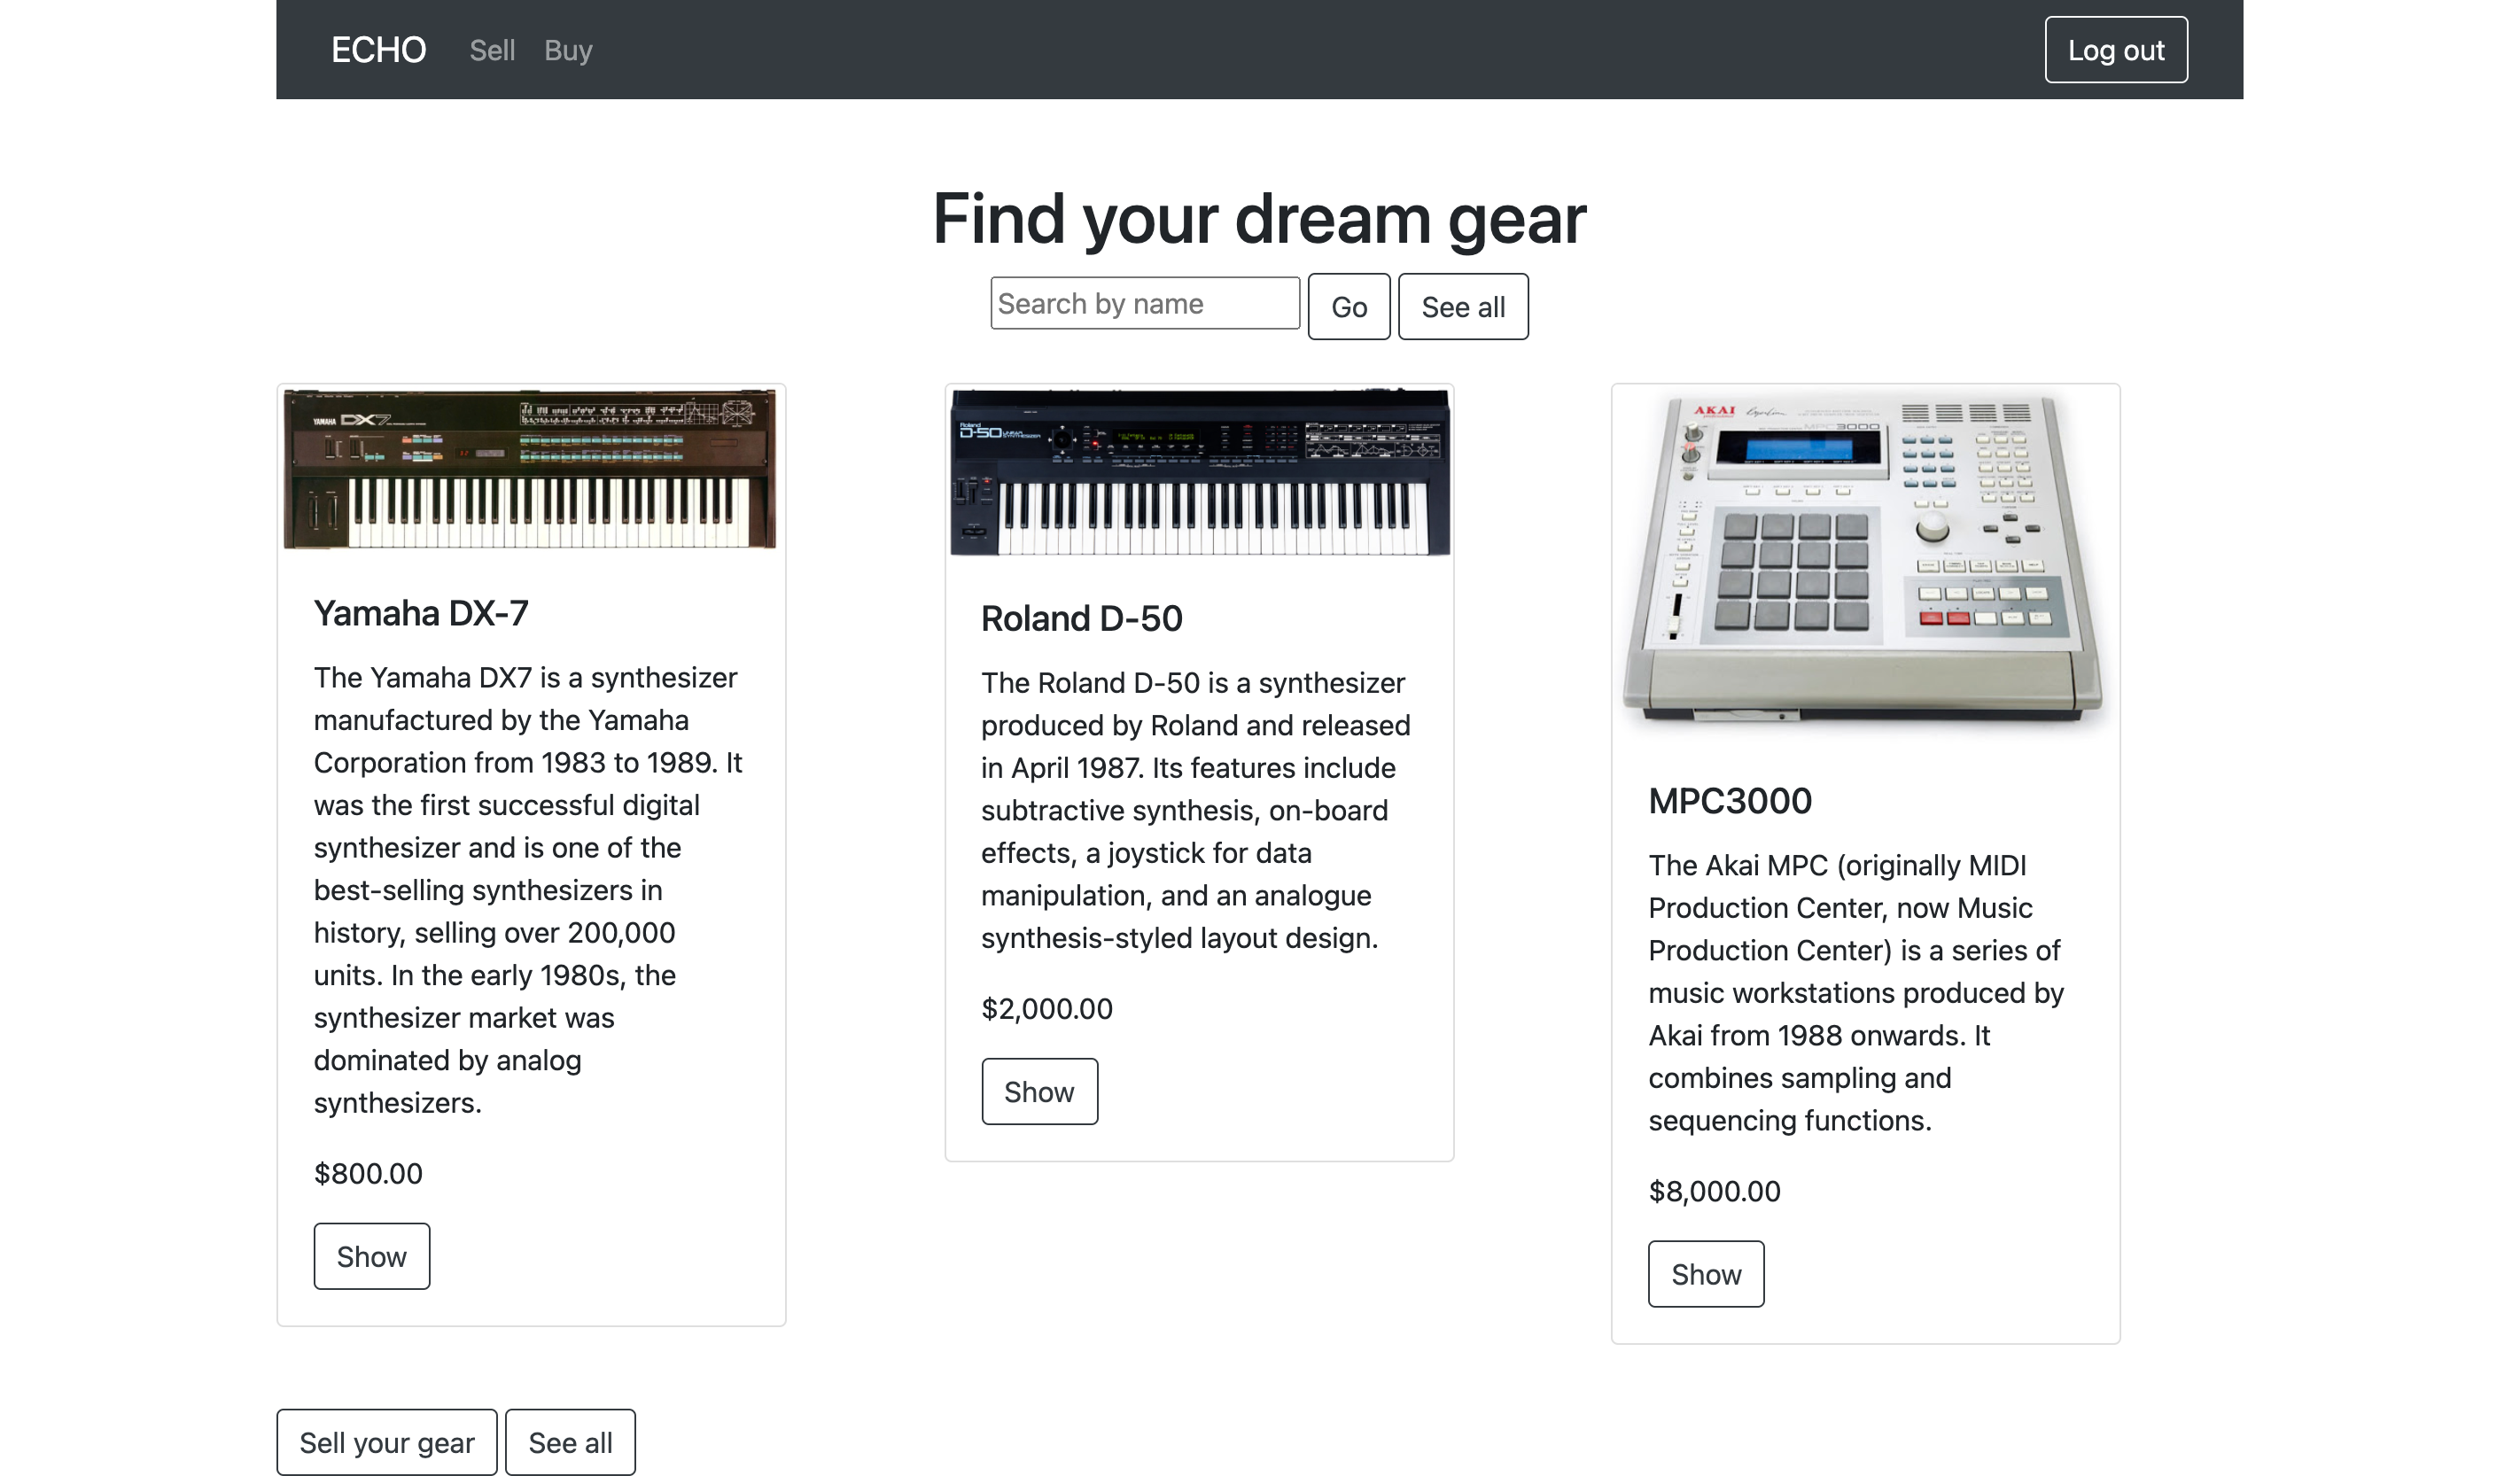 ECHO
Sell
Buy
Log out
Find your dream gear
Search by name
Go
See all
YAMAHA DX7
Yamaha DX-7
The Yamaha DX7 is a synthesizer
manufactured by the Yamaha
Corporation from 1983 to 1989. It
was the first successful digital
synthesizer and is one of the
best-selling synthesizers in
history, selling over 200,000
units. In the early 1980s, the
synthesizer market was
dominated by analog
synthesizers.
$800.00
Show
Roland
D-50 LINEAR
SYNTHESIZER
Roland D-50
The Roland D-50 is a synthesizer
produced by Roland and released
in April 1987. Its features include
subtractive synthesis, on-board
effects, a joystick for data
manipulation, and an analogue
synthesis-styled layout design.
$2,000.00
Show
AKAI
professional
MPC3000
MPC3000
The Akai MPC (originally MIDI
Production Center, now Music
Production Center) is a series of
music workstations produced by
Akai from 1988 onwards. It
combines sampling and
sequencing functions.
$8,000.00
Show
Sell your gear
See all